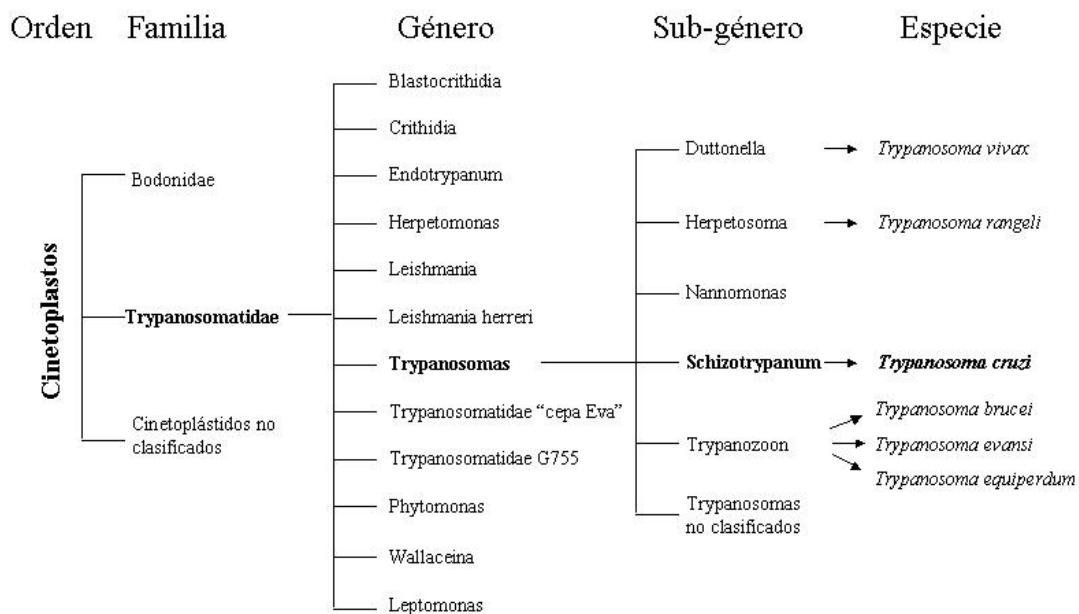 Orden Familia Género Sub-género Especie
Cinetoplastos
Bodonidae
Trypanosomatidae
Cinetoplástidos no
clasificados
Blastocrithidia
Crithidia
Endotrypanum
Herpetomonas
Leishmania
Leishmania herreri
Trypanosomas
Trypanosomatidae “cepa Eva”
Trypanosomatidae G755
Phytomonas
Wallaceina
Leptomonas
Duttonella
Herpetosoma
Nannomonas
Schizotrypanum
Trypanozoon
Trypanosomas
no clasificados
Trypanosoma vivax
Trypanosoma rangeli
Trypanosoma cruzi
Trypanosoma brucei
Trypanosoma evansi
Trypanosoma equiperdum